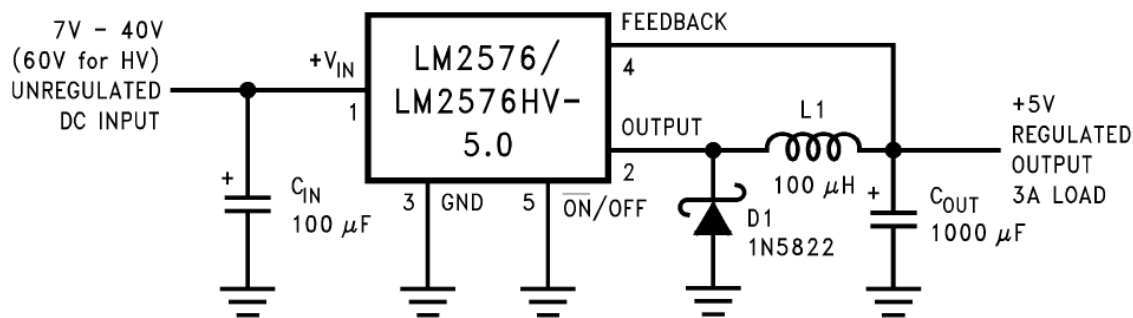 7V - 40V
(60V for HV)
UNREGULATED
DC INPUT
+VIN
1
LM2576/
LM2576HV-
5.0
FEEDBACK
4
OUTPUT
2
L1
100 μH
+5V
REGULATED
OUTPUT
3A LOAD
+
CIN
100 μF
3
GND
5
ON/OFF
D1
1N5822
+
COUT
1000 μF